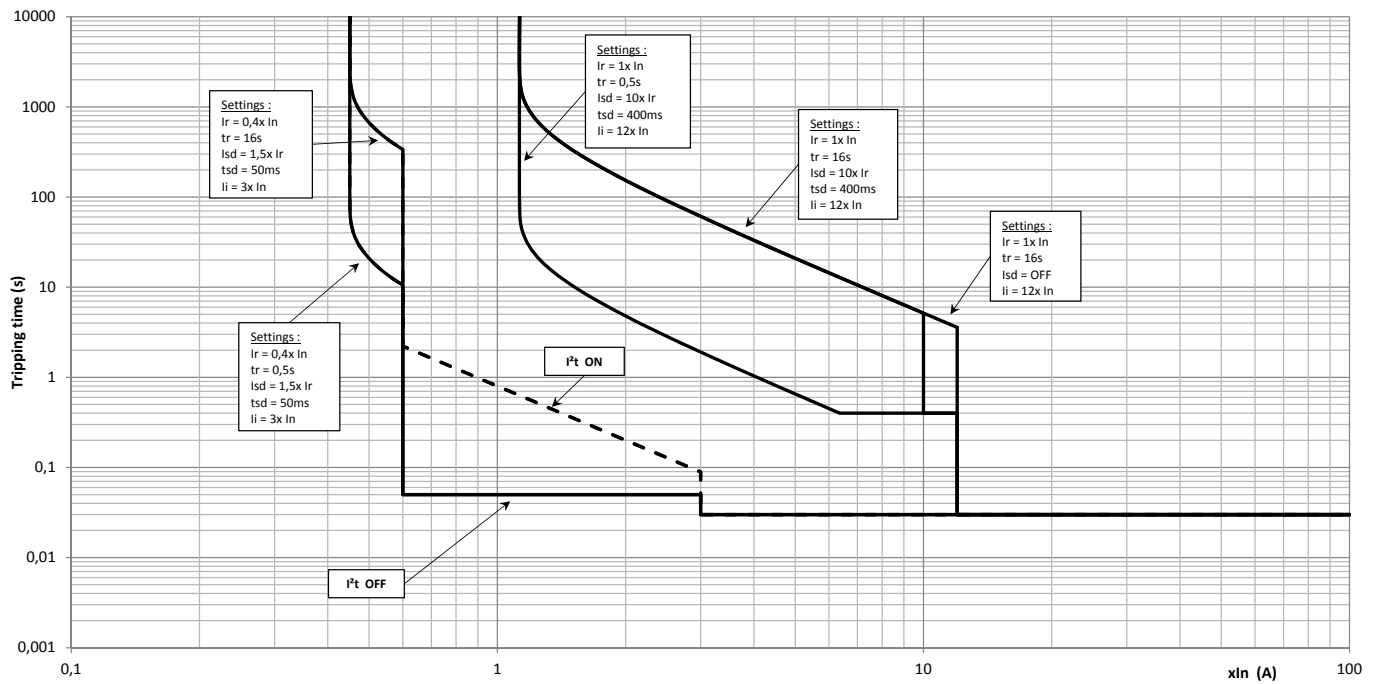 10000
1000
100
10
1
0,1
0,01
0,001
Tripping time (s)
0,1
1
10
100
xIn (A)
Settings :
Ir = 0,4x In
tr = 16s
Isd = 1,5x Ir
tsd = 50ms
Ii = 3x In
Settings :
Ir = 1x In
tr = 0,5s
Isd = 10x Ir
tsd = 400ms
Ii = 12x In
Settings :
Ir = 1x In
tr = 16s
Isd = 10x Ir
tsd = 400ms
Ii = 12x In
Settings :
Ir = 1x In
tr = 16s
Isd = OFF
Ii = 12x In
Settings :
Ir = 0,4x In
tr = 0,5s
Isd = 1,5x Ir
tsd = 50ms
Ii = 3x In
I²t ON
I²t OFF